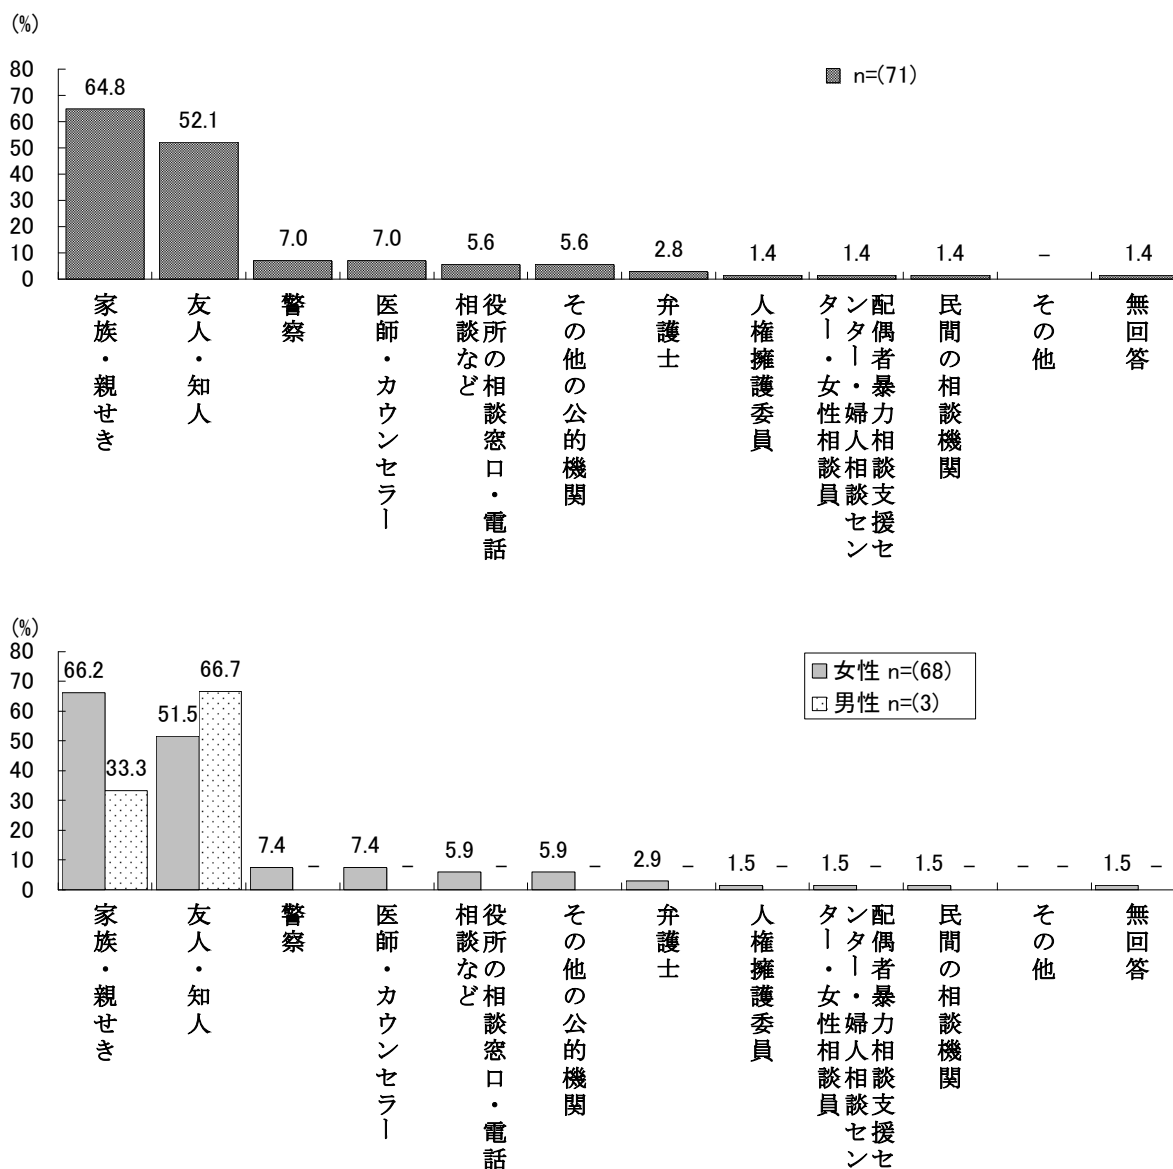 (%)
80
70
60
50
40
30
20
10
0
n=(71)
64.8
52.1
7.0
7.0
5.6
5.6
2.8
1.4
1.4
1.4
–
1.4
家族・親せき
友人・知人
警察
医師・カウンセラー
役所の相談窓口・電話
相談など
その他の公的機関
弁護士
人権擁護委員
配偶者暴力相談支援セ
ンター・婦人相談セン
ター・女性相談員
民間の相談機関
その他
無回答
(%)
80
70
60
50
40
30
20
10
0
女性 n=(68)
男性 n=(3)
66.2
33.3
51.5
66.7
7.4
–
7.4
–
5.9
–
5.9
–
2.9
–
1.5
–
1.5
–
1.5
–
–
–
1.5
–
家族・親せき
友人・知人
警察
医師・カウンセラー
役所の相談窓口・電話
相談など
その他の公的機関
弁護士
人権擁護委員
配偶者暴力相談支援セ
ンター・婦人相談セン
ター・女性相談員
民間の相談機関
その他
無回答